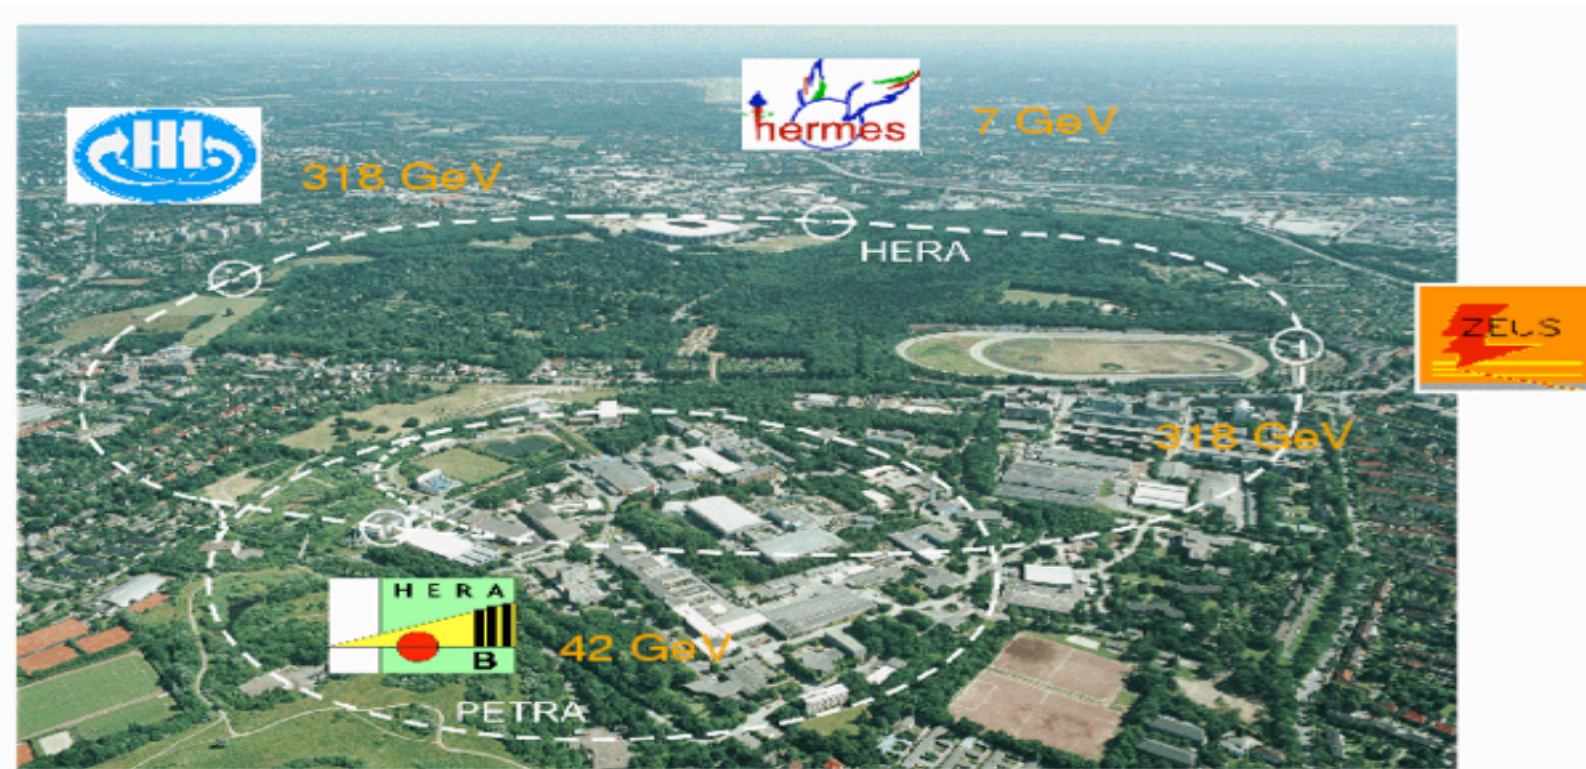 hermes
7 GeV
H1
318 GeV
HERA
ZEUS
318 GeV
HERA
B
42 GeV
PETRA